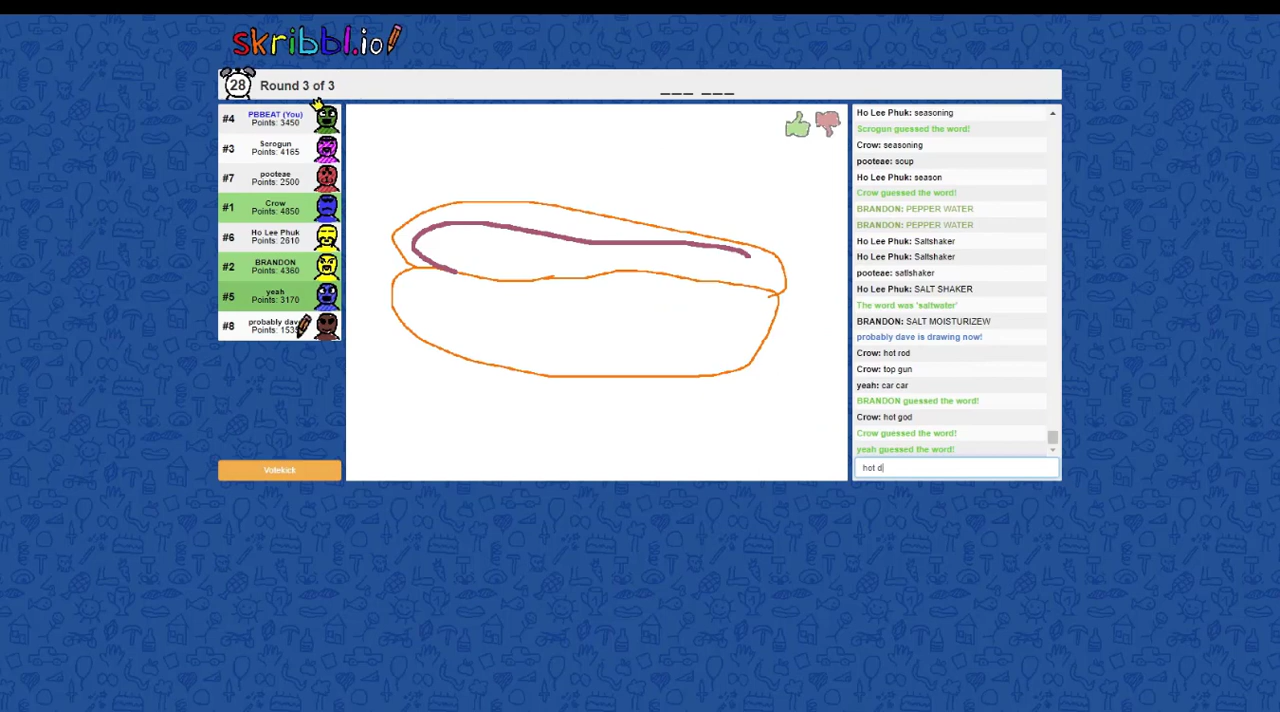 skribbl.io
28
Round 3 of 3
___ ___
#4 PBBEAT (You)
Points: 3450
#3 Scrogun
Points: 4165
#7 pooteae
Points: 2500
#1 Crow
Points: 4850
#6 Ho Lee Phuk
Points: 2610
#2 BRANDON
Points: 4360
#5 yeah
Points: 3170
#8 probably dave
Points: 1535
Votekick
Ho Lee Phuk: seasoning
Scrogun guessed the word!
Crow: seasoning
pooteae: soup
Ho Lee Phuk: season
Crow guessed the word!
BRANDON: PEPPER WATER
BRANDON: PEPPER WATER
Ho Lee Phuk: Saltshaker
Ho Lee Phuk: Saltshaker
pooteae: satlshaker
Ho Lee Phuk: SALT SHAKER
The word was 'saltwater'
BRANDON: SALT MOISTURIZEW
probably dave is drawing now!
Crow: hot rod
Crow: top gun
yeah: car car
BRANDON guessed the word!
Crow: hot god
Crow guessed the word!
yeah guessed the word!
hot d